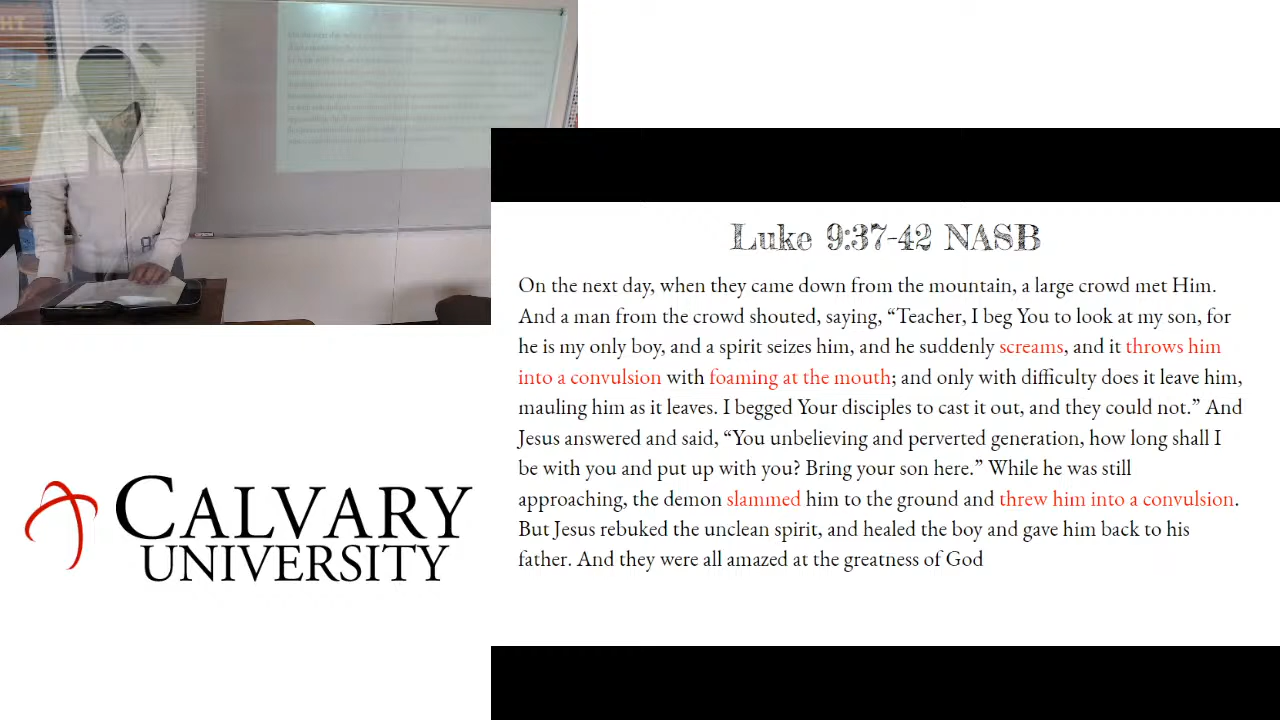 HT
Luke 9:37-42 NASB
On the next day, when they came down from the mountain, a large crowd met Him.
And a man from the crowd shouted, saying, “Teacher, I beg You to look at my son, for
he is my only boy, and a spirit seizes him, and he suddenly screams, and it throws him
into a convulsion with foaming at the mouth; and only with difficulty does it leave him,
mauling him as it leaves. I begged Your disciples to cast it out, and they could not.” And
Jesus answered and said, “You unbelieving and perverted generation, how long shall I
be with you and put up with you? Bring your son here.” While he was still
approaching, the demon slammed him to the ground and threw him into a convulsion.
But Jesus rebuked the unclean spirit, and healed the boy and gave him back to his
father. And they were all amazed at the greatness of God
CALVARY
UNIVERSITY